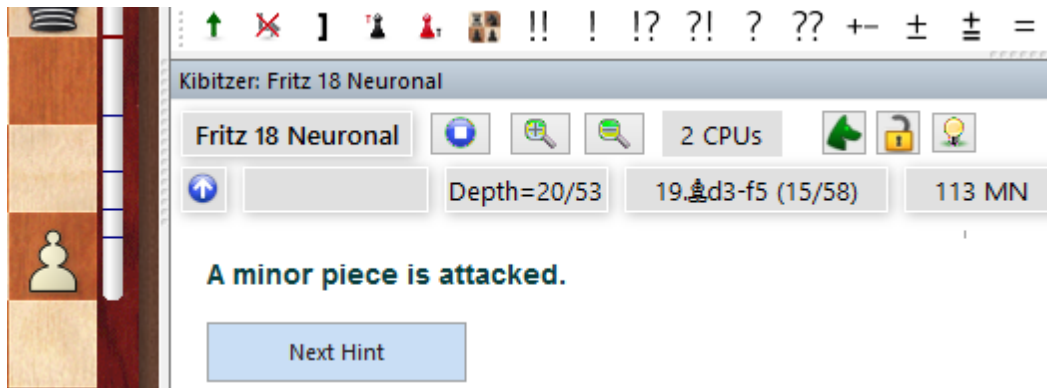 ] !! ! !? ?! ? ?? +− ± ⩲ =
Kibitzer: Fritz 18 Neuronal
Fritz 18 Neuronal 2 CPUs
Depth=20/53 19.♗d3-f5 (15/58) 113 MN
A minor piece is attacked.
Next Hint